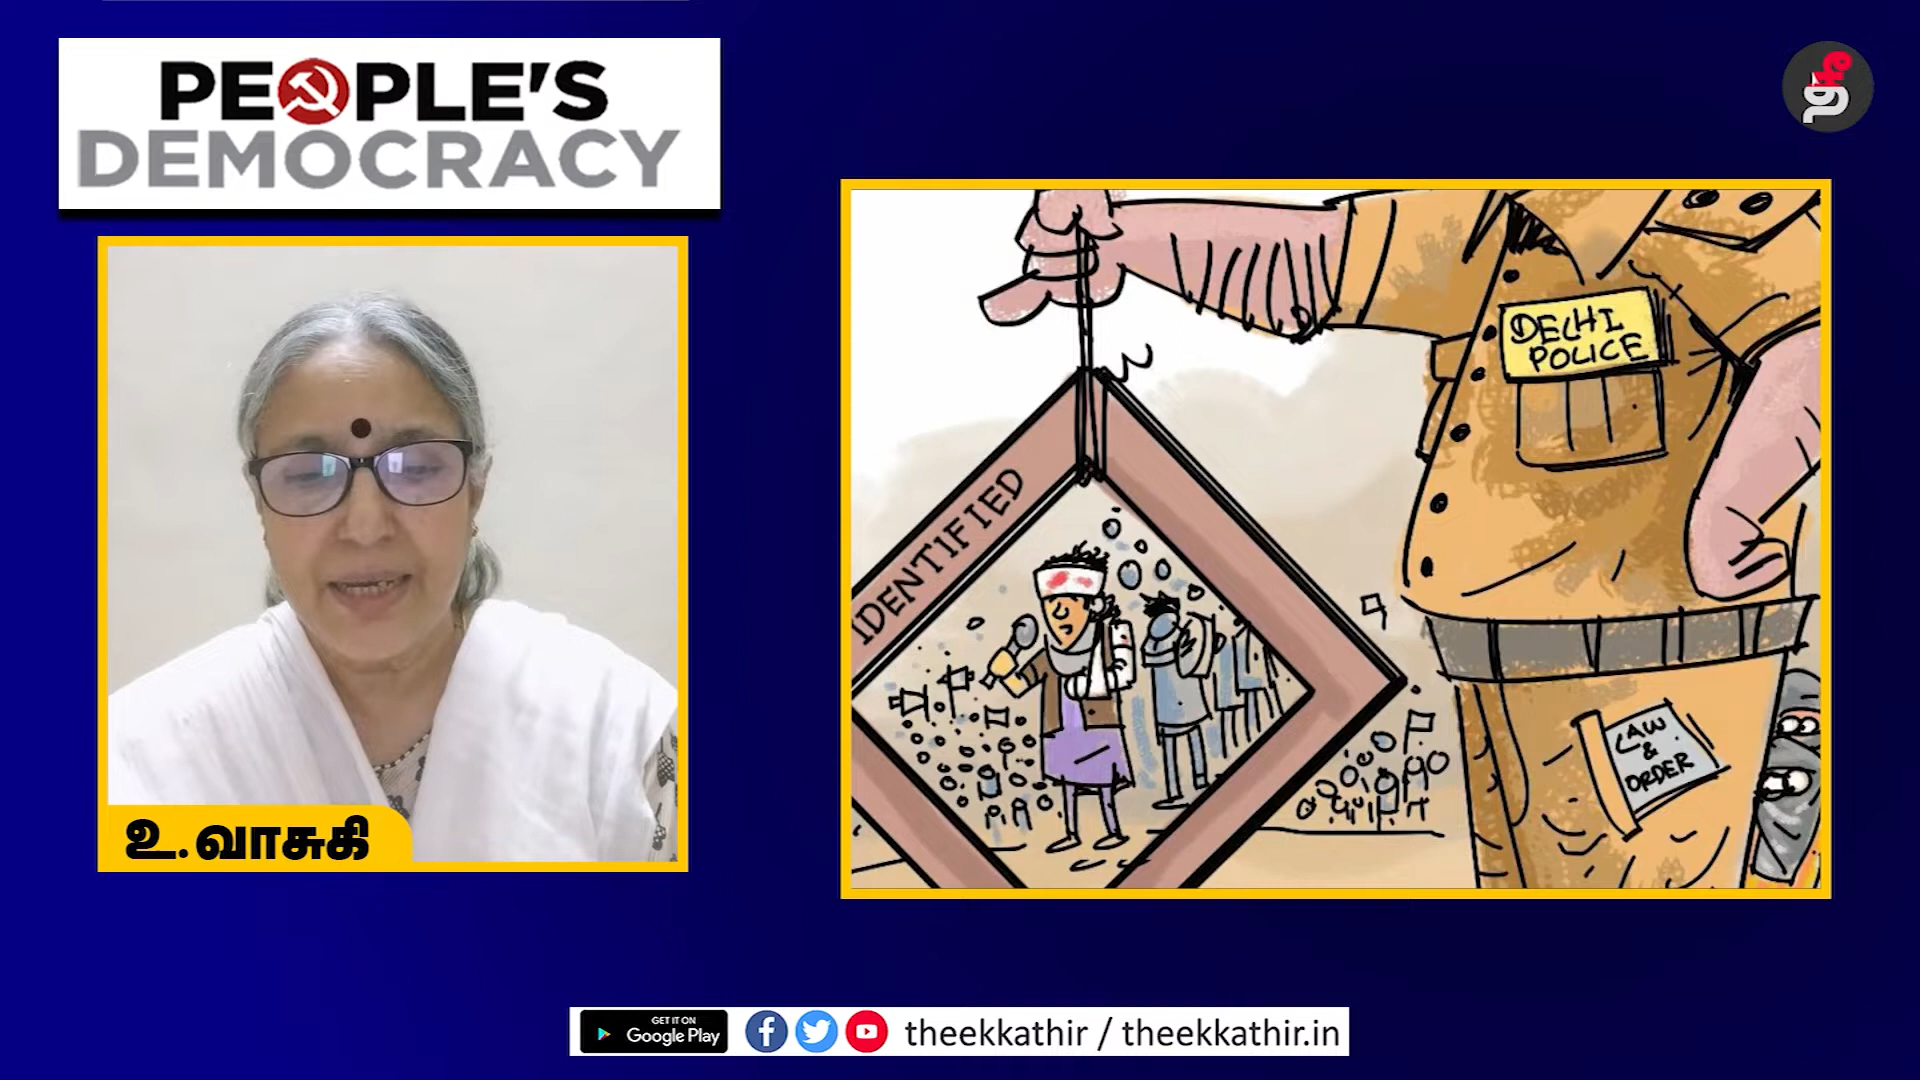 PEOPLE'S
DEMOCRACY
தீ
உ.வாசுகி
DELHI
POLICE
IDENTIFIED
LAW
&
ORDER
GET IT ON
Google Play
theekkathir / theekkathir.in